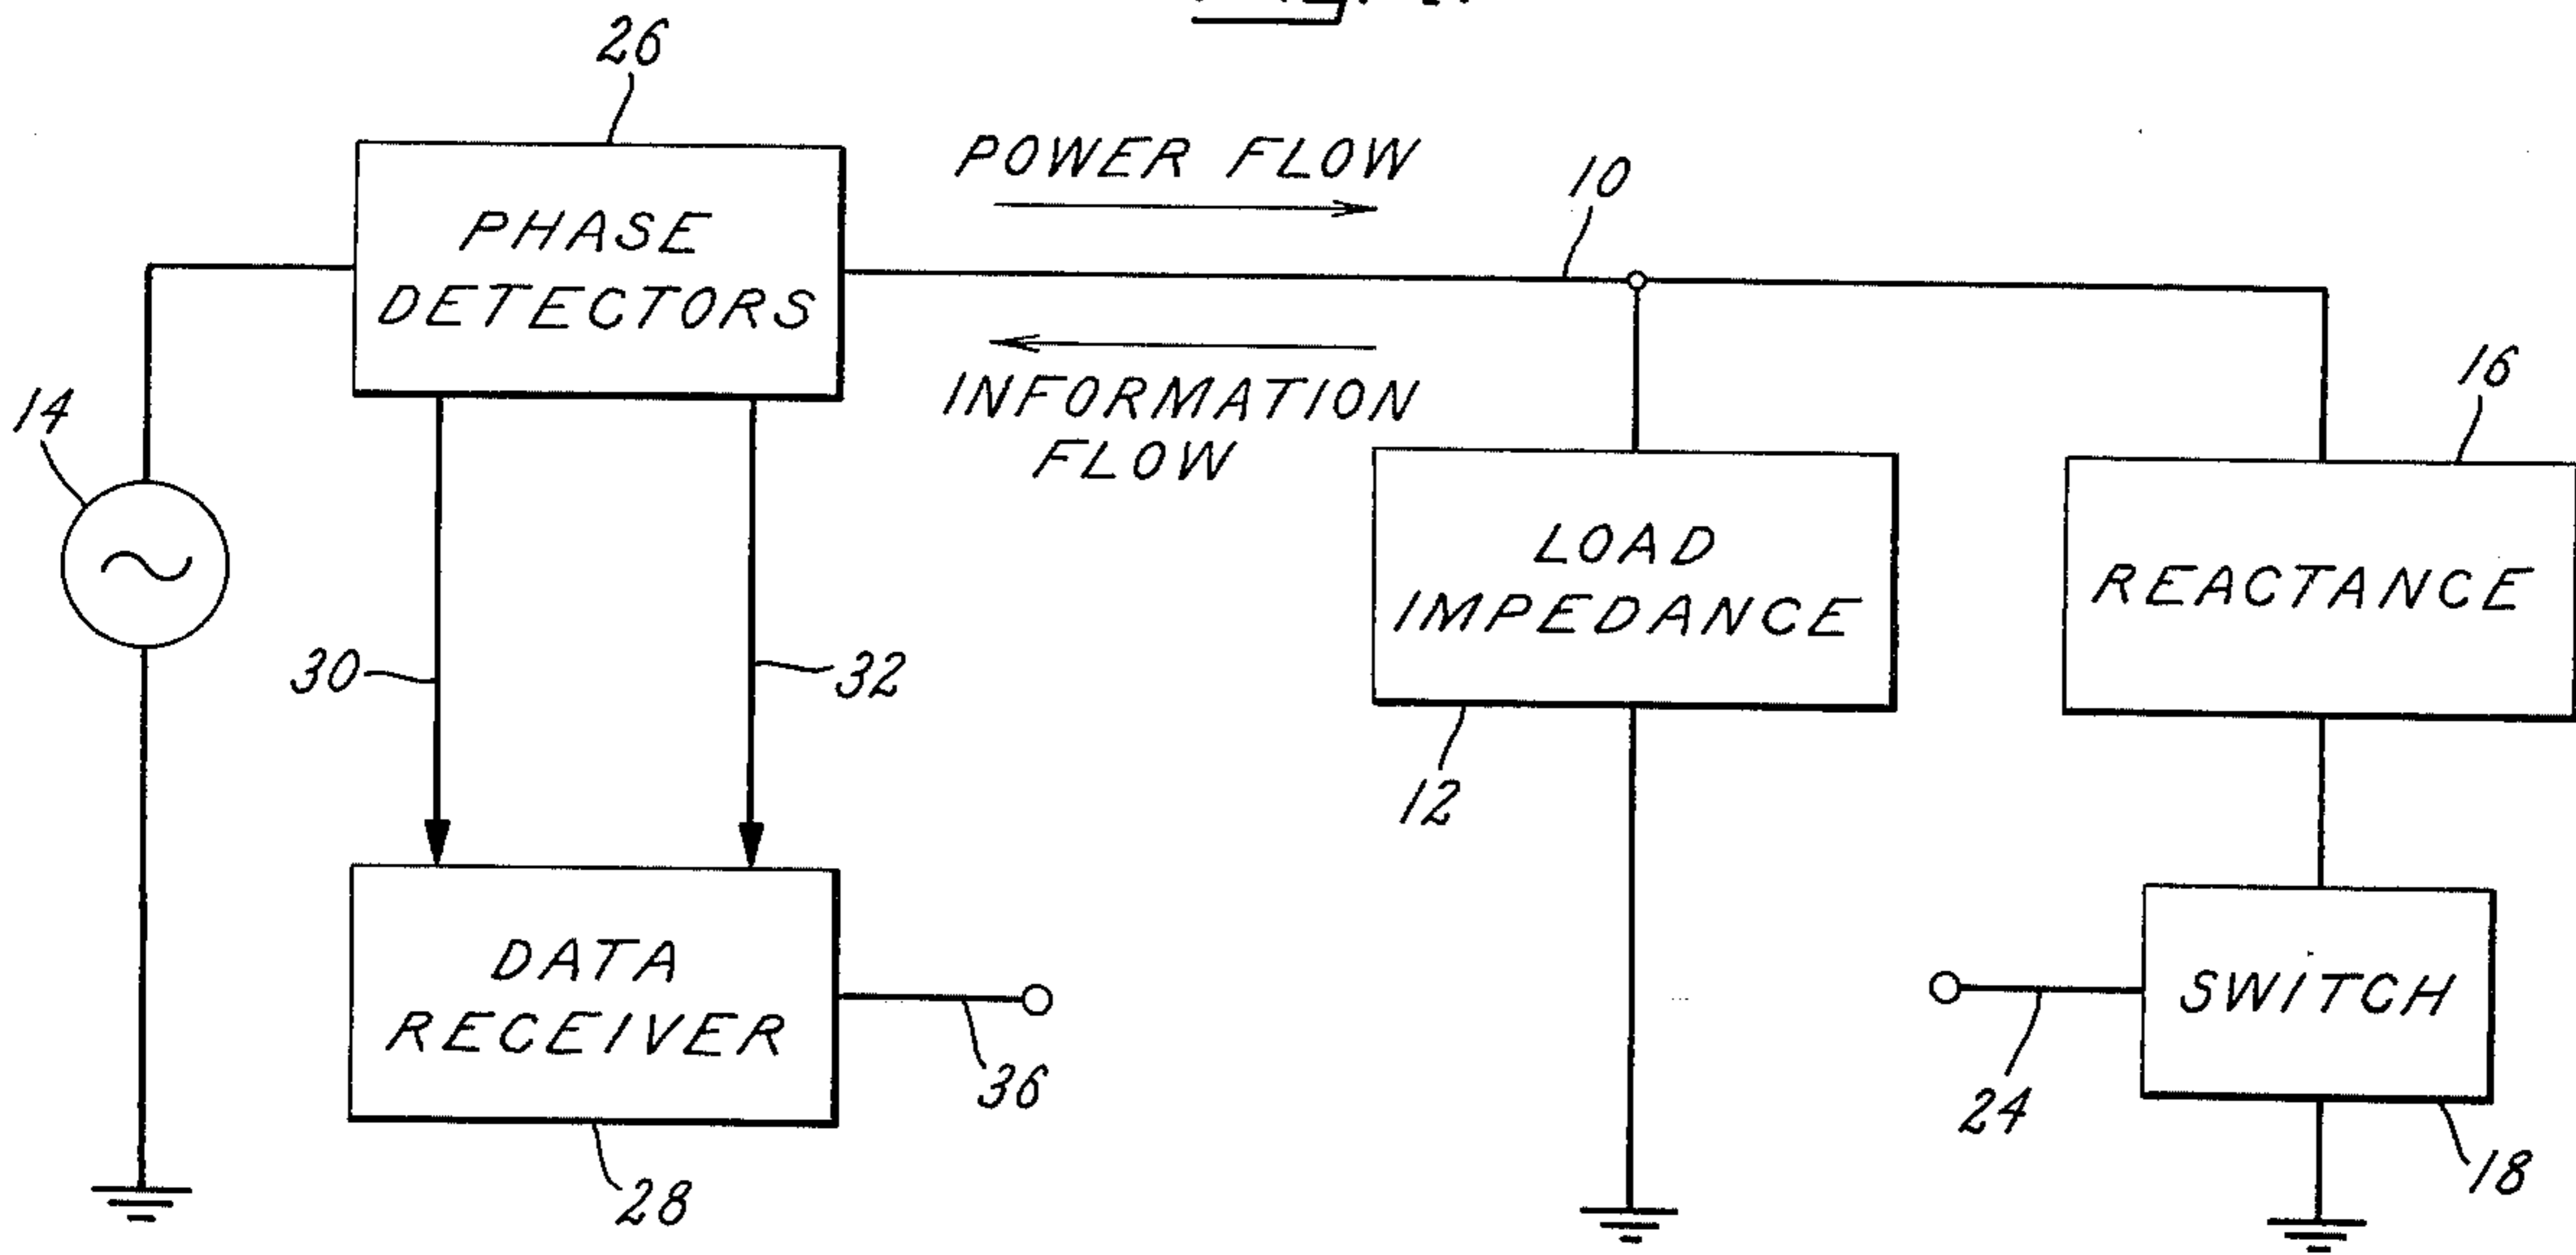 26
POWER FLOW
10
PHASE
DETECTORS
INFORMATION
FLOW
14
16
LOAD
IMPEDANCE
REACTANCE
30
32
12
DATA
RECEIVER
SWITCH
36
24
28
18